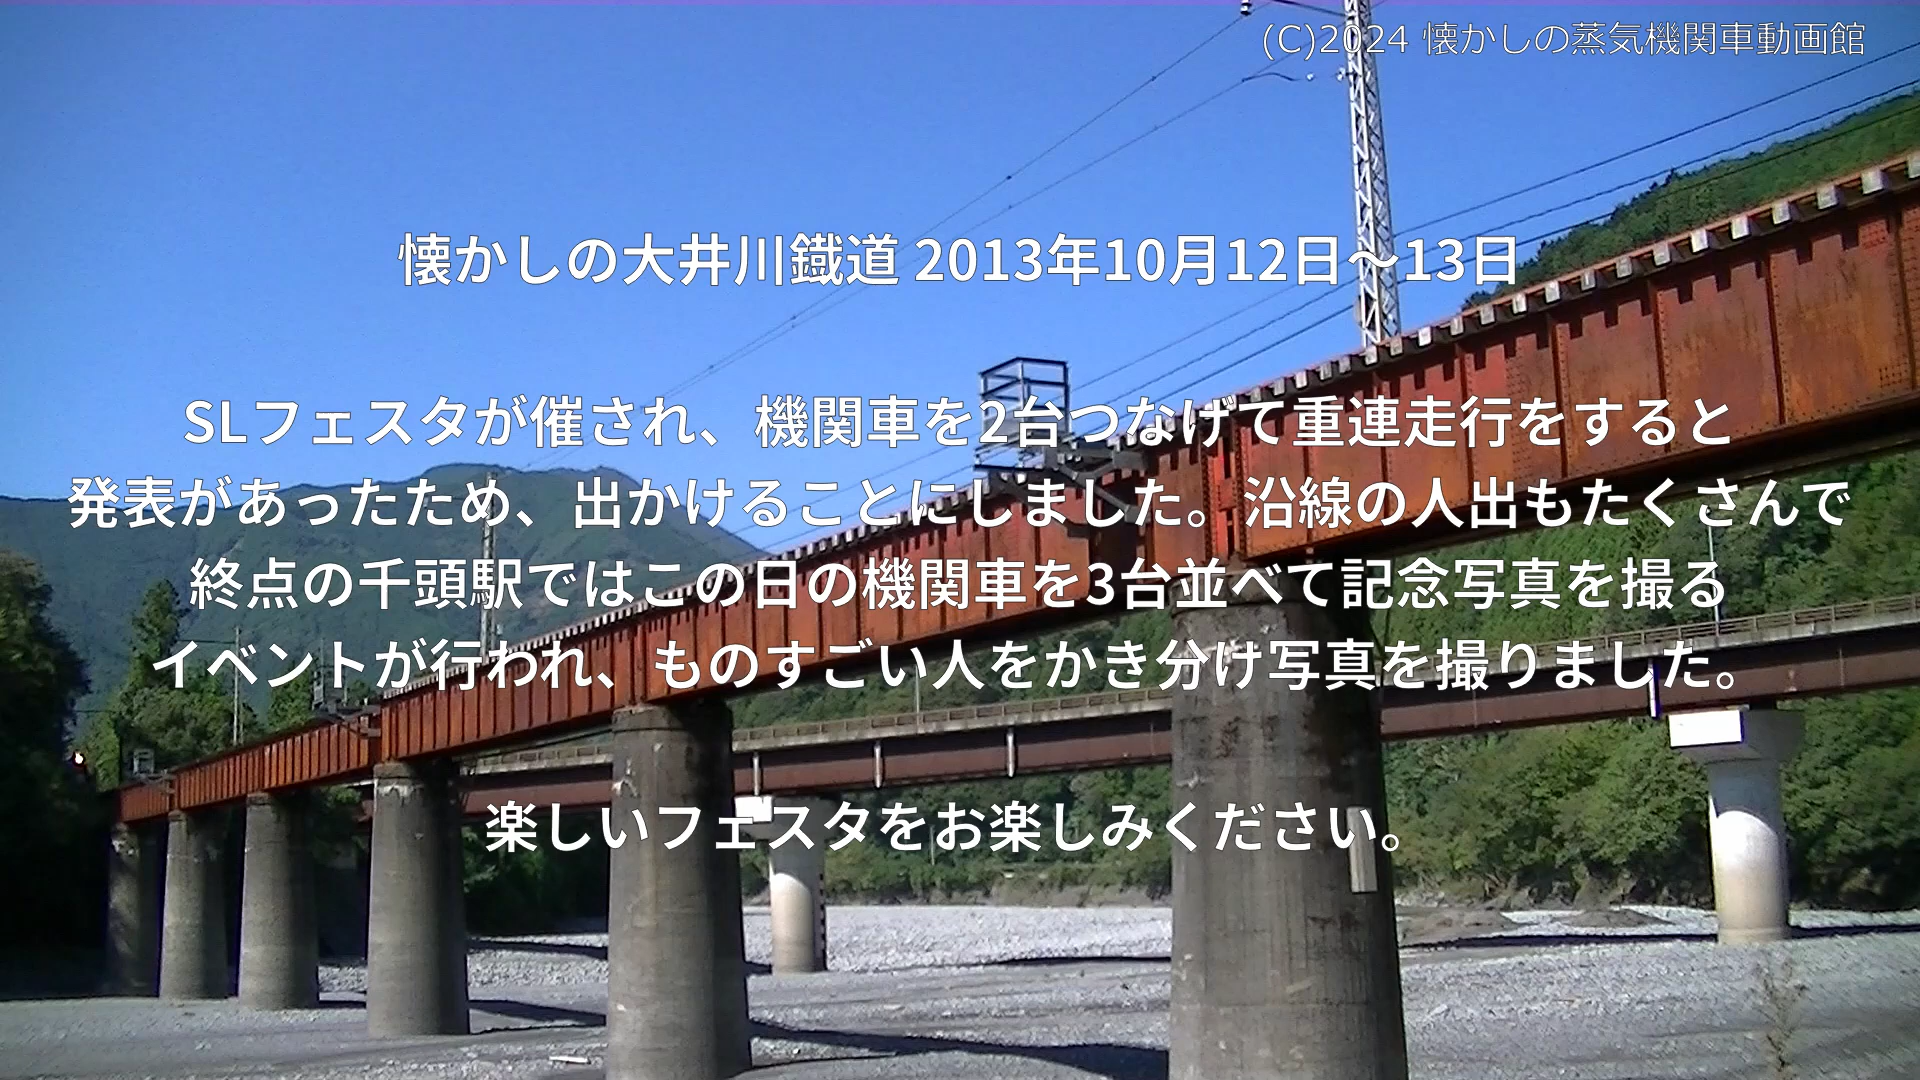 (C)2024 懐かしの蒸気機関車動画館
懐かしの大井川鐵道 2013年10月12日～13日
SLフェスタが催され、機関車を2台つなげて重連走行をすると
発表があったため、出かけることにしました。沿線の人出もたくさんで
終点の千頭駅ではこの日の機関車を3台並べて記念写真を撮る
イベントが行われ、ものすごい人をかき分け写真を撮りました。
楽しいフェスタをお楽しみください。